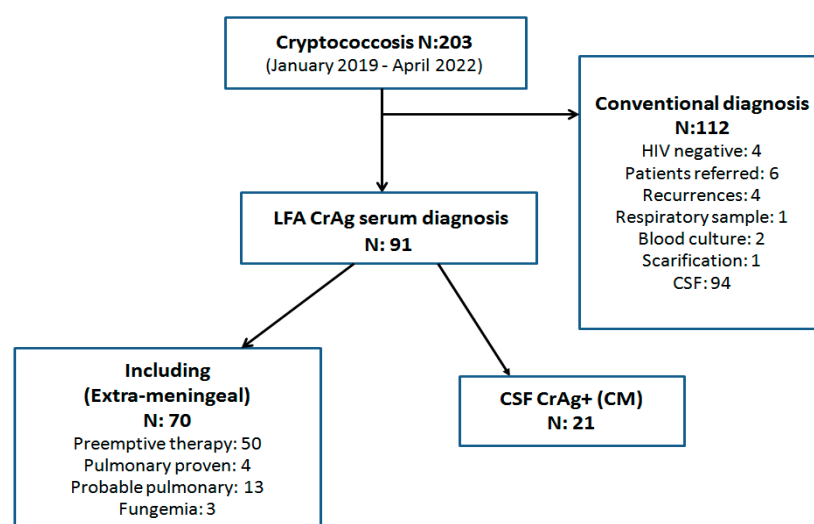 Cryptococcosis N:203
(January 2019 - April 2022)
Conventional diagnosis
N:112
HIV negative: 4
Patients referred: 6
Recurrences: 4
Respiratory sample: 1
Blood culture: 2
Scarification: 1
CSF: 94
LFA CrAg serum diagnosis
N: 91
Including
(Extra-meningeal)
N: 70
Preemptive therapy: 50
Pulmonary proven: 4
Probable pulmonary: 13
Fungemia: 3
CSF CrAg+ (CM)
N: 21